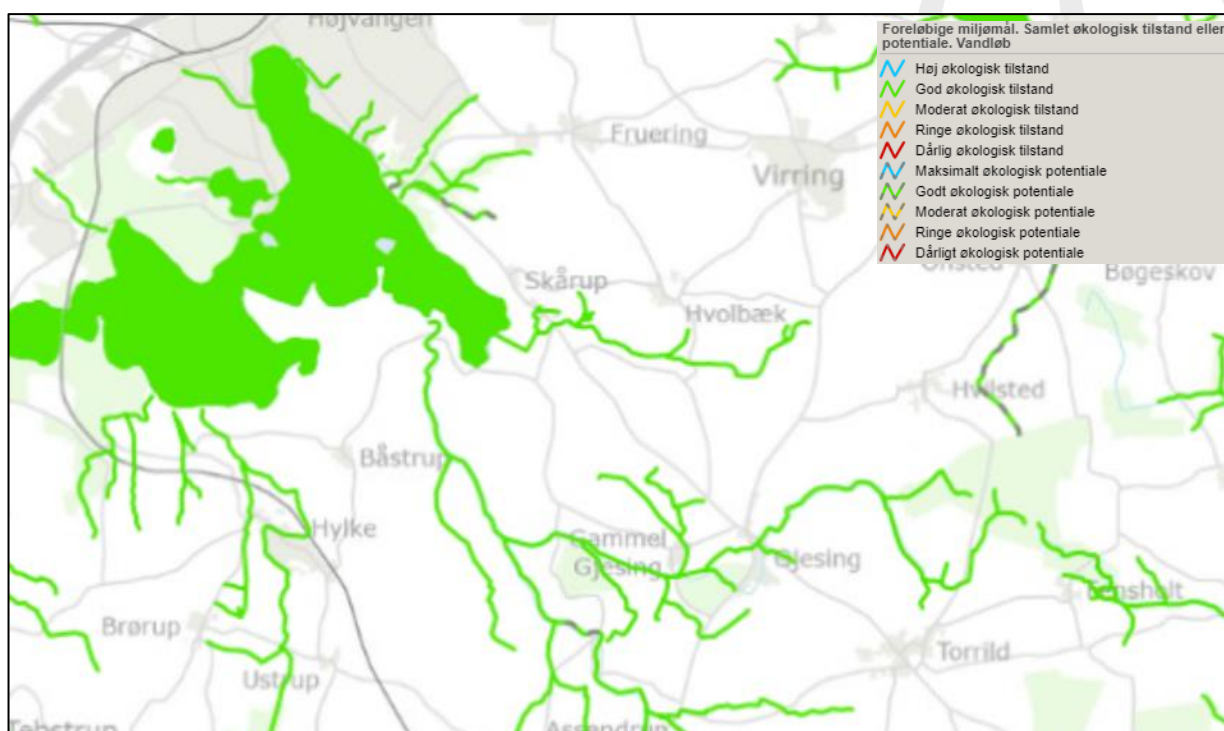 Højvangen
Foreløbige miljømål. Samlet økologisk tilstand eller
potentiale. Vandløb
Høj økologisk tilstand
God økologisk tilstand
Moderat økologisk tilstand
Ringe økologisk tilstand
Dårlig økologisk tilstand
Maksimalt økologisk potentiale
Godt økologisk potentiale
Moderat økologisk potentiale
Ringe økologisk potentiale
Dårligt økologisk potentiale
Fruering
Virring
Skårup
Hvolbæk
Bøgeskov
Hvilsted
Båstrup
Hylke
Gammel
Gjesing
Gjesing
Brørup
Torrild
Ustrup
Assendrup